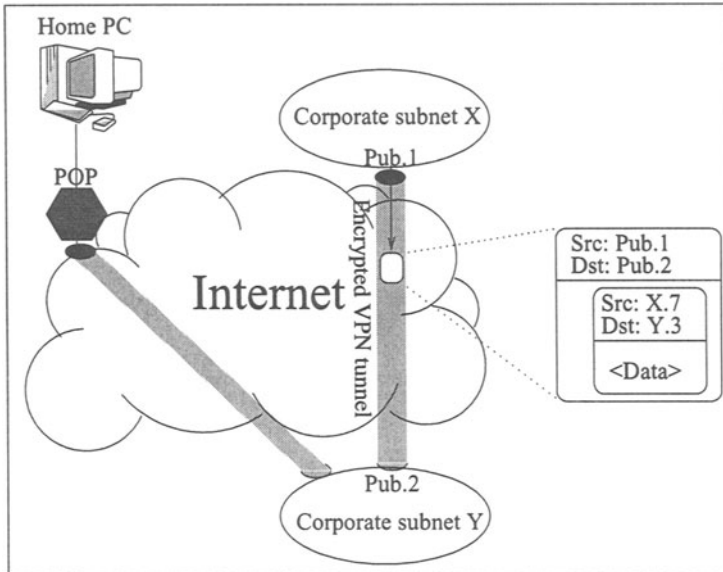 Home PC
Corporate subnet X
Pub.1
POP
Encrypted VPN tunnel
Internet
Src: Pub.1
Dst: Pub.2
Src: X.7
Dst: Y.3
<Data>
Pub.2
Corporate subnet Y